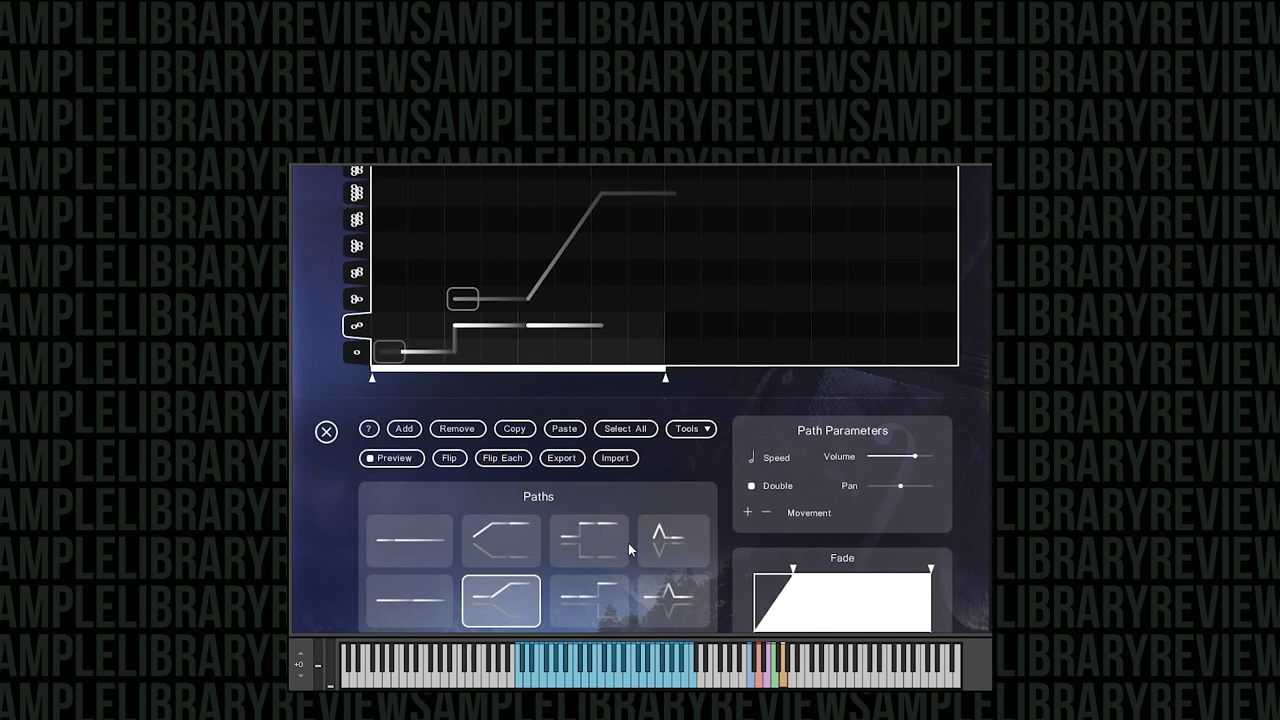 SAMPLELIBRARYREVIEWSAMPLELIBRARYREVIEWSAMPLELIBRARYREVIEW
? Add Remove Copy Paste Select All Tools
Preview Flip Flip Each Export Import
Paths
Path Parameters
Speed Volume
Double Pan
+ − Movement
Fade
+0